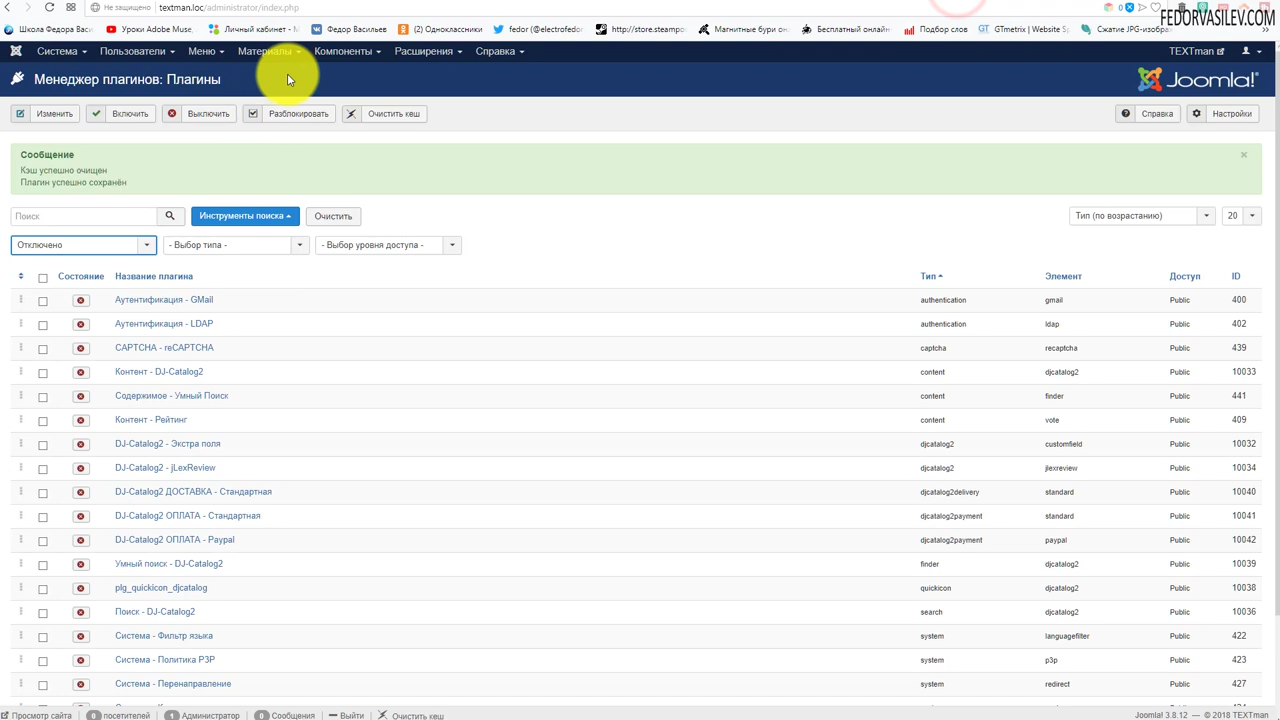 Не защищено textman.loc/administrator/index.php
FEDORVASILEV.COM
Школа Федора Васи… Уроки Adobe Muse, Личный кабинет - М Федор Васильев (2) Одноклассники fedor (@electrofedor http://store.steampo Магнитные бури он Бесплатный онлайн Подбор слов GTmetrix | Website S Сжатие JPG-изобра
Система Пользователи Меню Материалы Компоненты Расширения Справка TEXTman
Менеджер плагинов: Плагины Joomla!
Изменить Включить Выключить Разблокировать Очистить кеш Справка Настройки
Сообщение
Кэш успешно очищен
Плагин успешно сохранён
Поиск Инструменты поиска Очистить Тип (по возрастанию) 20
Отключено - Выбор типа - - Выбор уровня доступа -
Состояние Название плагина Тип Элемент Доступ ID
Аутентификация - GMail authentication gmail Public 400
Аутентификация - LDAP authentication ldap Public 402
CAPTCHA - reCAPTCHA captcha recaptcha Public 439
Контент - DJ-Catalog2 content djcatalog2 Public 10033
Содержимое - Умный Поиск content finder Public 441
Контент - Рейтинг content vote Public 409
DJ-Catalog2 - Экстра поля djcatalog2 customfield Public 10032
DJ-Catalog2 - jLexReview djcatalog2 jlexreview Public 10034
DJ-Catalog2 ДОСТАВКА - Стандартная djcatalog2delivery standard Public 10040
DJ-Catalog2 ОПЛАТА - Стандартная djcatalog2payment standard Public 10041
DJ-Catalog2 ОПЛАТА - Paypal djcatalog2payment paypal Public 10042
Умный поиск - DJ-Catalog2 finder djcatalog2 Public 10039
plg_quickicon_djcatalog quickicon djcatalog2 Public 10038
Поиск - DJ-Catalog2 search djcatalog2 Public 10036
Система - Фильтр языка system languagefilter Public 422
Система - Политика P3P system p3p Public 423
Система - Перенаправление system redirect Public 427
Просмотр сайта 0 посетителей 1 Администратор 0 Сообщения Выйти Очистить кеш Joomla! 3.8.12 — © 2018 TEXTman